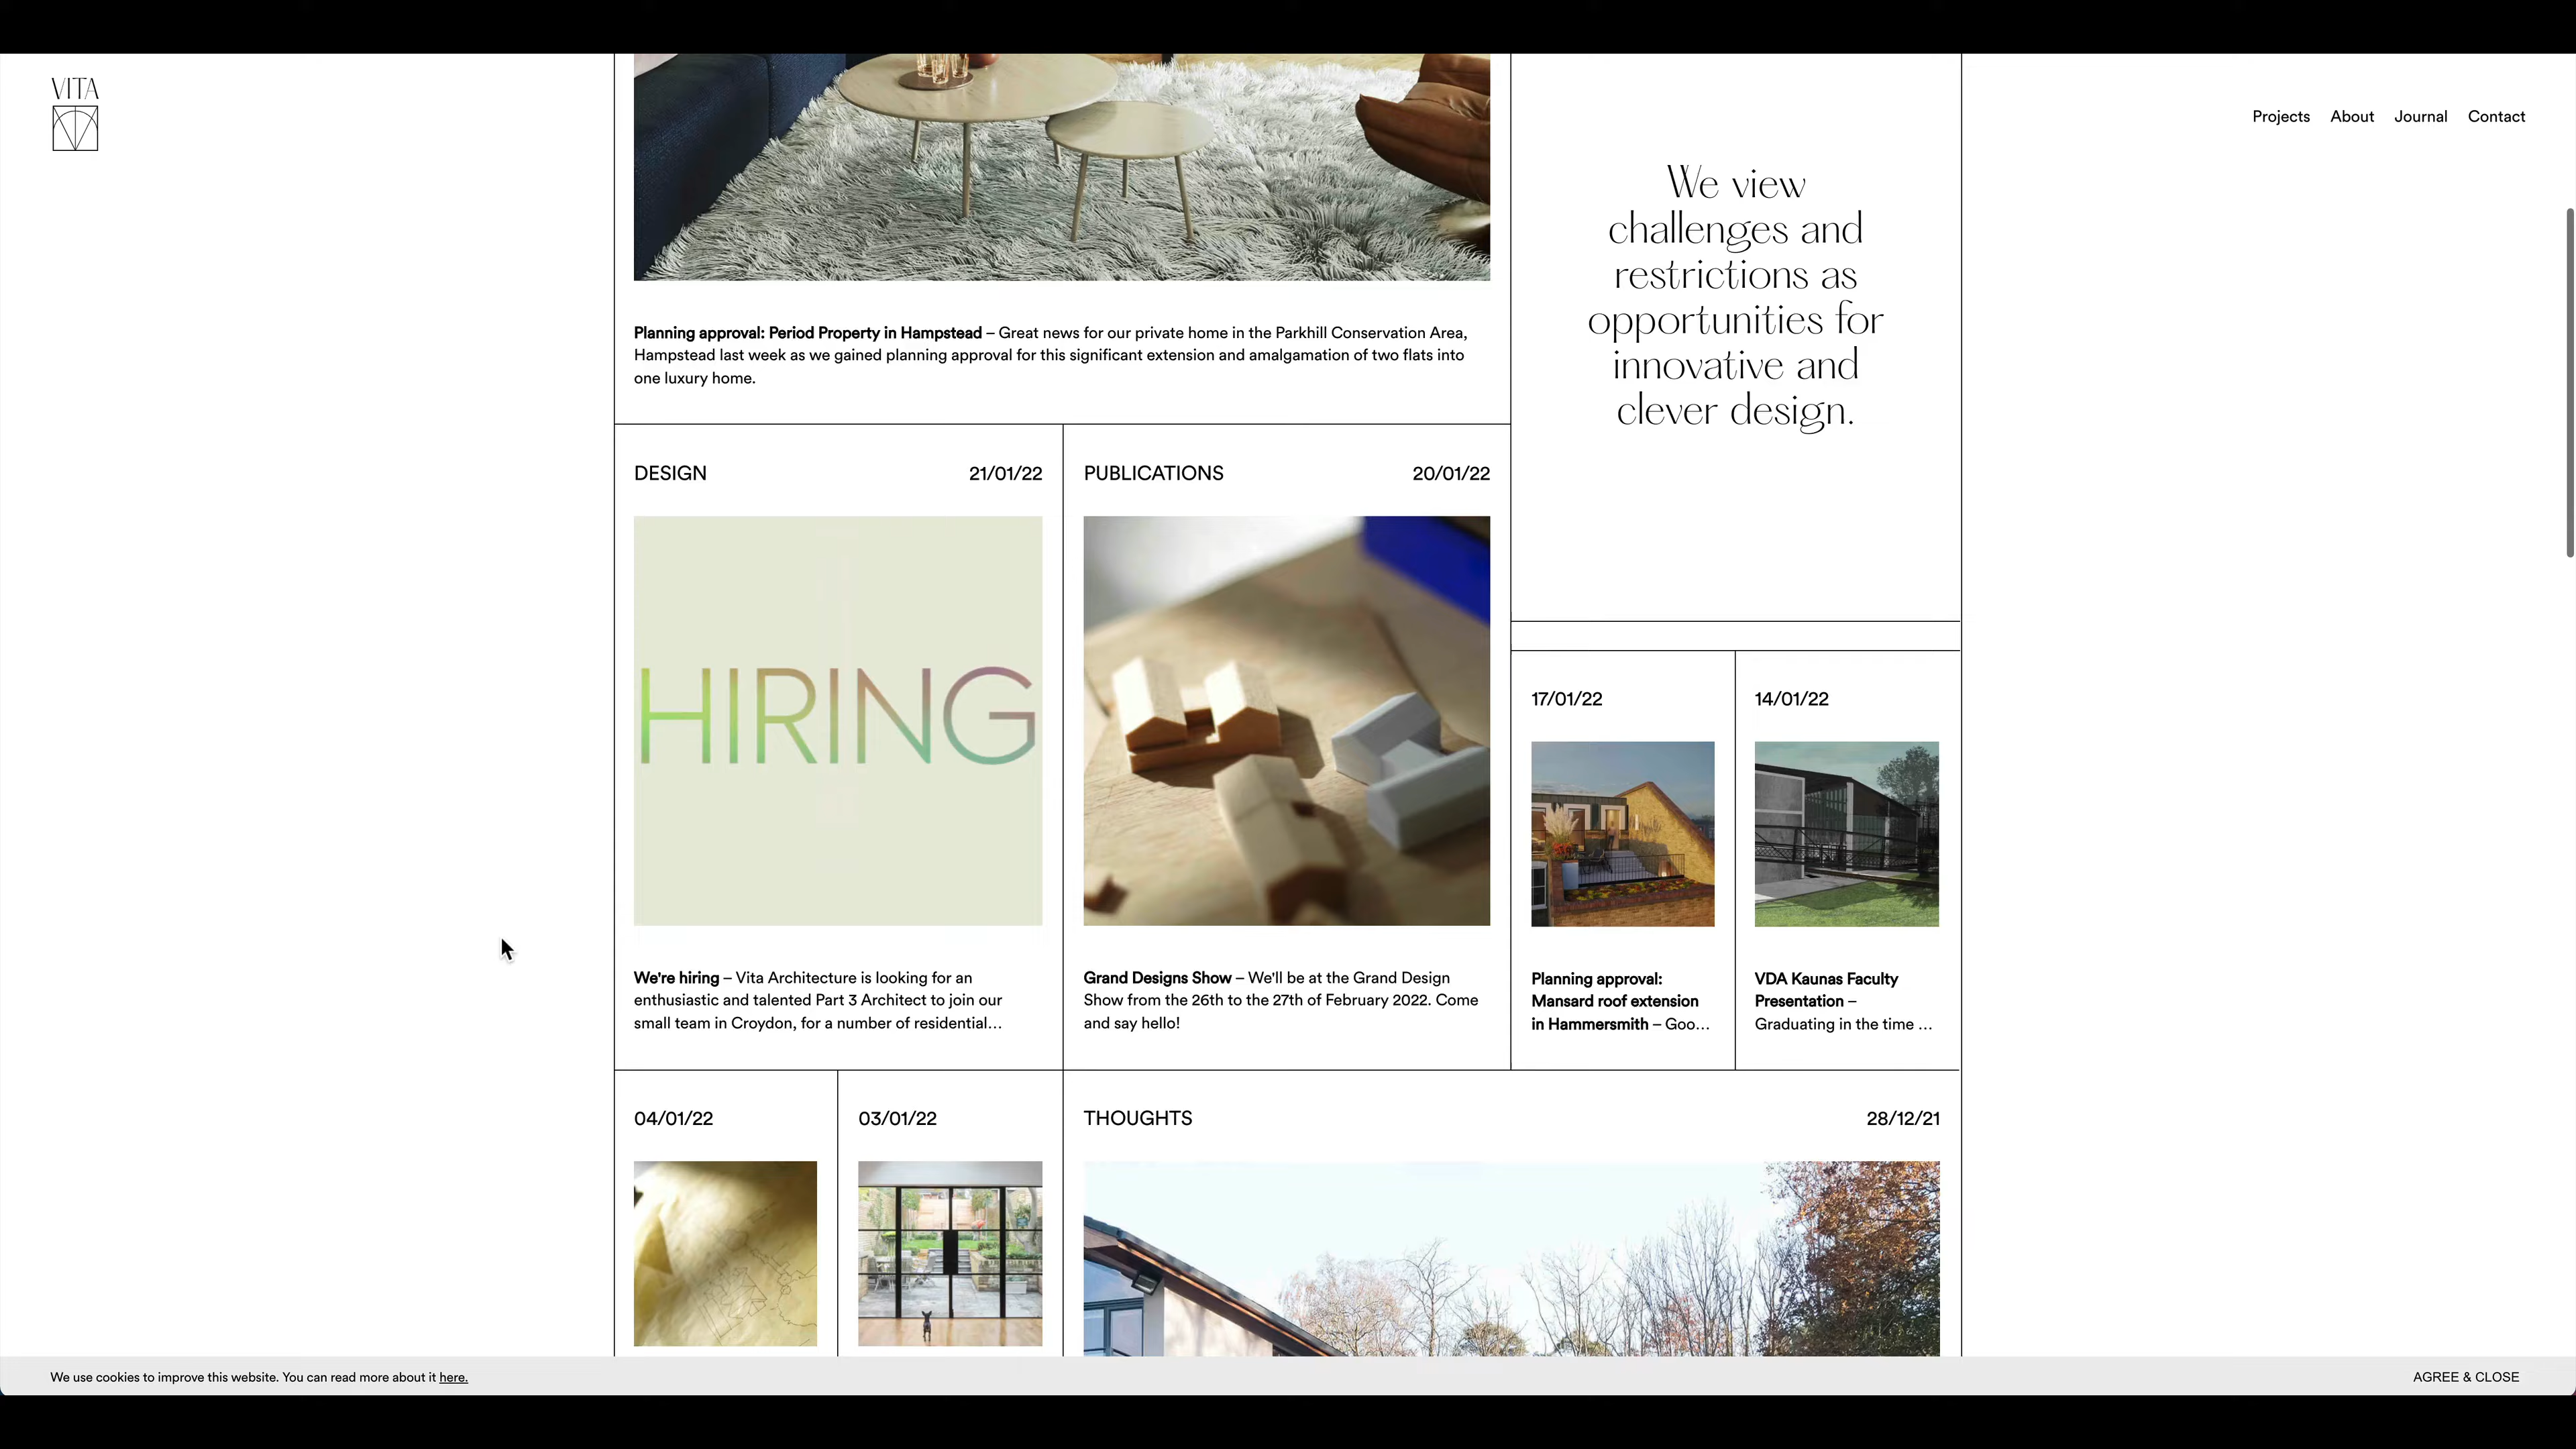 VITA
Projects About Journal Contact
Planning approval: Period Property in Hampstead – Great news for our private home in the Parkhill Conservation Area,
Hampstead last week as we gained planning approval for this significant extension and amalgamation of two flats into
one luxury home.
We view
challenges and
restrictions as
opportunities for
innovative and
clever design.
DESIGN 21/01/22
HIRING
We're hiring – Vita Architecture is looking for an
enthusiastic and talented Part 3 Architect to join our
small team in Croydon, for a number of residential…
PUBLICATIONS 20/01/22
Grand Designs Show – We'll be at the Grand Design
Show from the 26th to the 27th of February 2022. Come
and say hello!
17/01/22
Planning approval:
Mansard roof extension
in Hammersmith – Goo…
14/01/22
VDA Kaunas Faculty
Presentation –
Graduating in the time …
04/01/22
03/01/22
THOUGHTS 28/12/21
We use cookies to improve this website. You can read more about it here.
AGREE & CLOSE